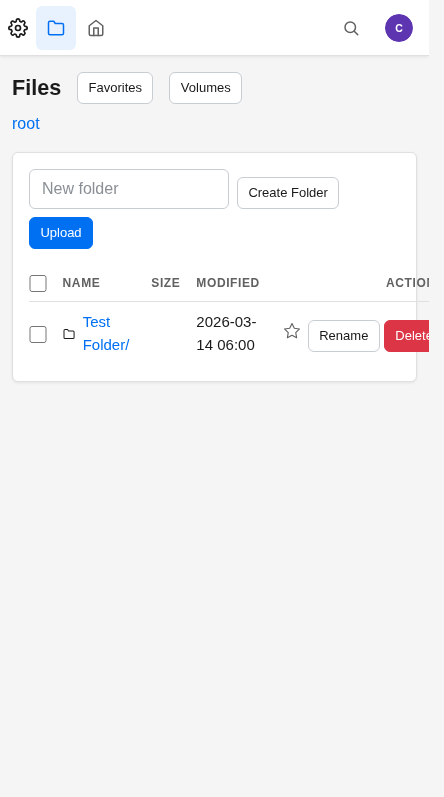 C
Files Favorites Volumes
root
New folder Create Folder
Upload
NAME SIZE MODIFIED ACTIO
Test 2026-03-
Folder/ 14 06:00 Rename Delete